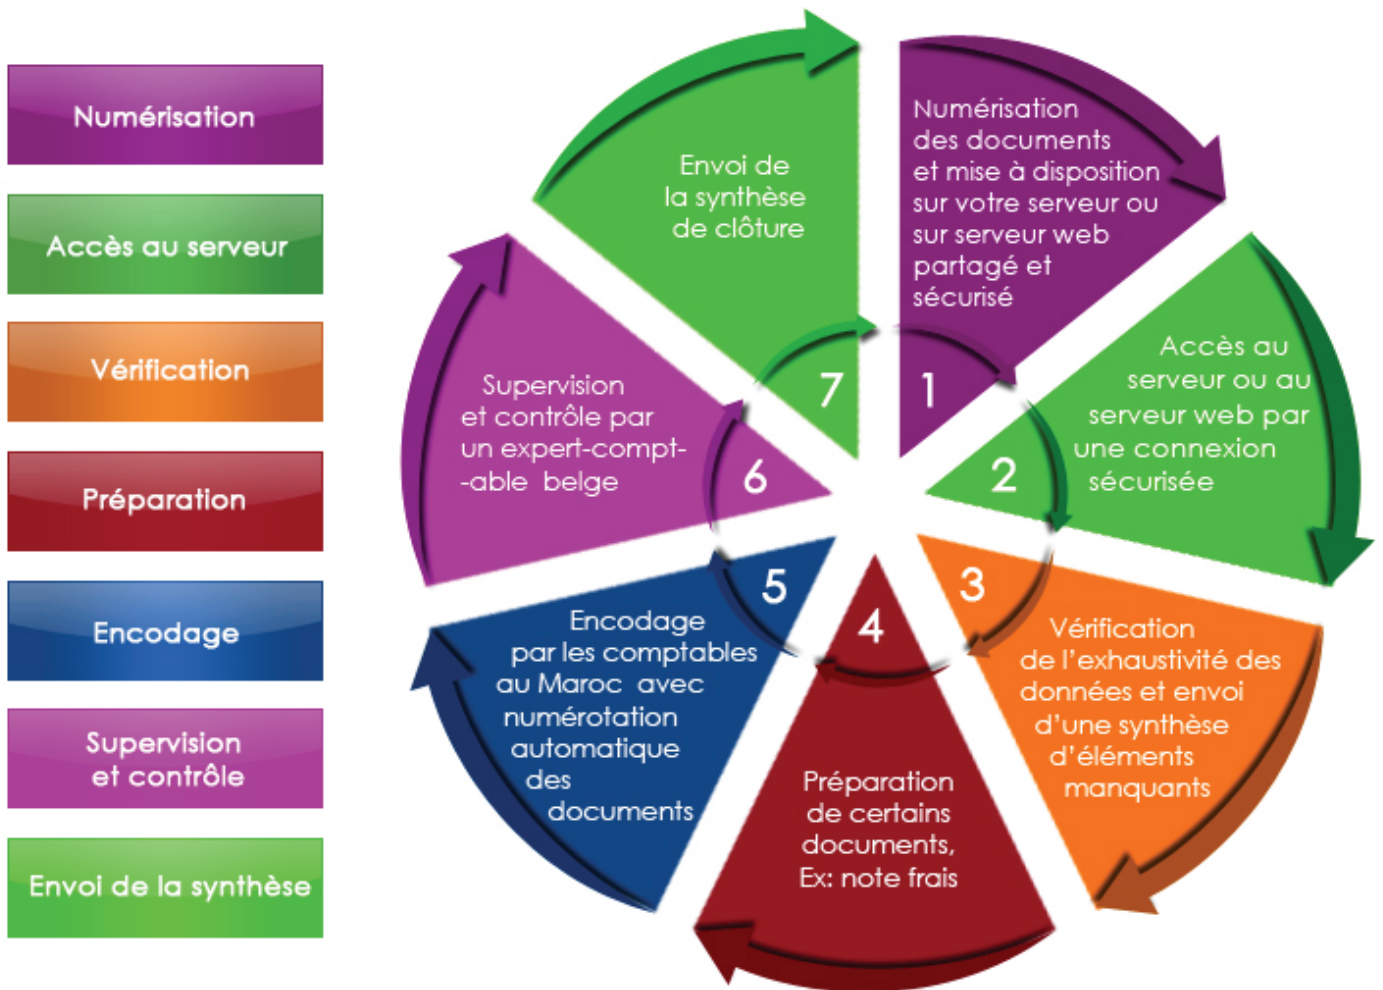 Numérisation
Accès au serveur
Vérification
Préparation
Encodage
Supervision
et contrôle
Envoi de la synthèse
Numérisation
des documents
et mise à disposition
sur votre serveur ou
sur serveur web
partagé et
sécurisé
1
Accès au
serveur ou au
serveur web par
une connexion
sécurisée
2
3
Vérification
de l'exhaustivité des
données et envoi
d'une synthèse
d'éléments
manquants
4
Préparation
de certains
documents,
Ex: note frais
5
Encodage
par les comptables
au Maroc avec
numérotation
automatique
des
documents
Supervision
et contrôle par
un expert-compt-
-able belge
6
Envoi de
la synthèse
de clôture
7